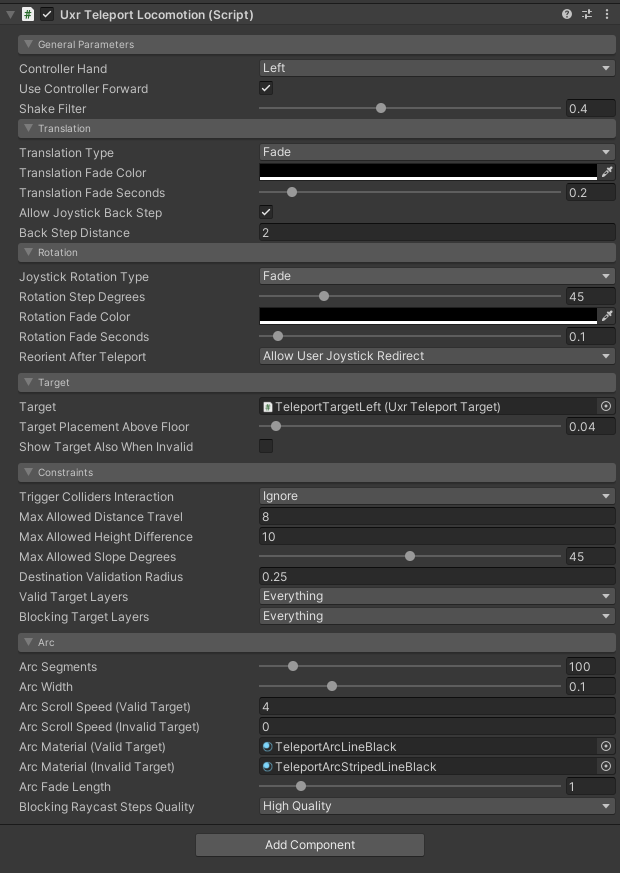 Uxr Teleport Locomotion (Script)
General Parameters
Controller Hand Left
Use Controller Forward
Shake Filter 0.4
Translation
Translation Type Fade
Translation Fade Color
Translation Fade Seconds 0.2
Allow Joystick Back Step
Back Step Distance 2
Rotation
Joystick Rotation Type Fade
Rotation Step Degrees 45
Rotation Fade Color
Rotation Fade Seconds 0.1
Reorient After Teleport Allow User Joystick Redirect
Target
Target TeleportTargetLeft (Uxr Teleport Target)
Target Placement Above Floor 0.04
Show Target Also When Invalid
Constraints
Trigger Colliders Interaction Ignore
Max Allowed Distance Travel 8
Max Allowed Height Difference 10
Max Allowed Slope Degrees 45
Destination Validation Radius 0.25
Valid Target Layers Everything
Blocking Target Layers Everything
Arc
Arc Segments 100
Arc Width 0.1
Arc Scroll Speed (Valid Target) 4
Arc Scroll Speed (Invalid Target) 0
Arc Material (Valid Target) TeleportArcLineBlack
Arc Material (Invalid Target) TeleportArcStripedLineBlack
Arc Fade Length 1
Blocking Raycast Steps Quality High Quality
Add Component